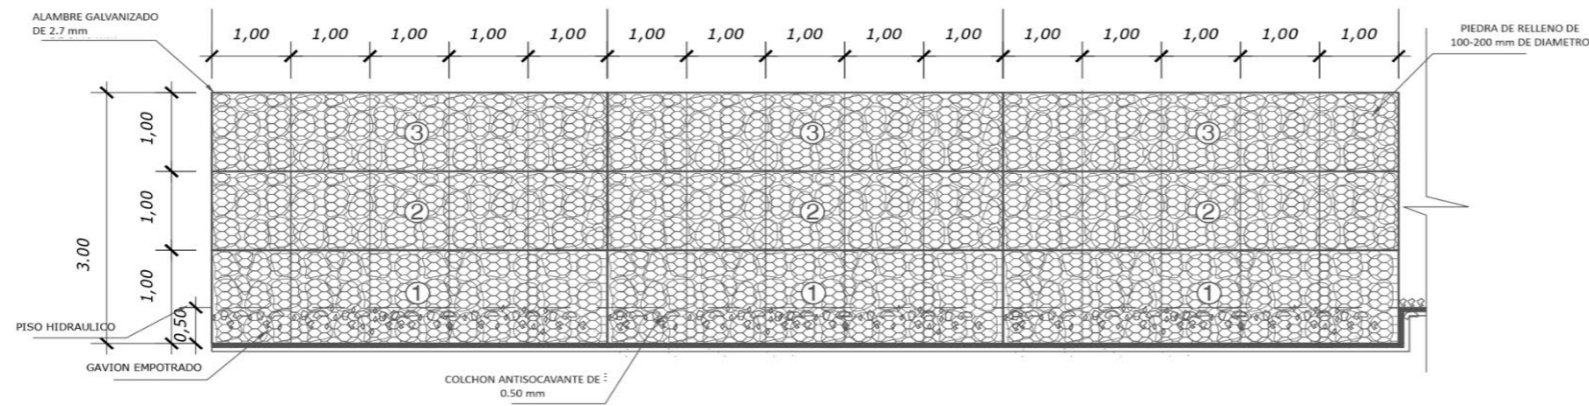 ALAMBRE GALVANIZADO
DE 2.7 mm
1,00 1,00 1,00 1,00 1,00 1,00 1,00 1,00 1,00 1,00 1,00 1,00 1,00 1,00 1,00
PIEDRA DE RELLENO DE
100-200 mm DE DIAMETRO
3.00
1,00
1,00
1,00
0,50
3 3 3
2 2 2
1 1 1
PISO HIDRAULICO
GAVION EMPOTRADO
COLCHON ANTISOCAVANTE DE
0.50 mm